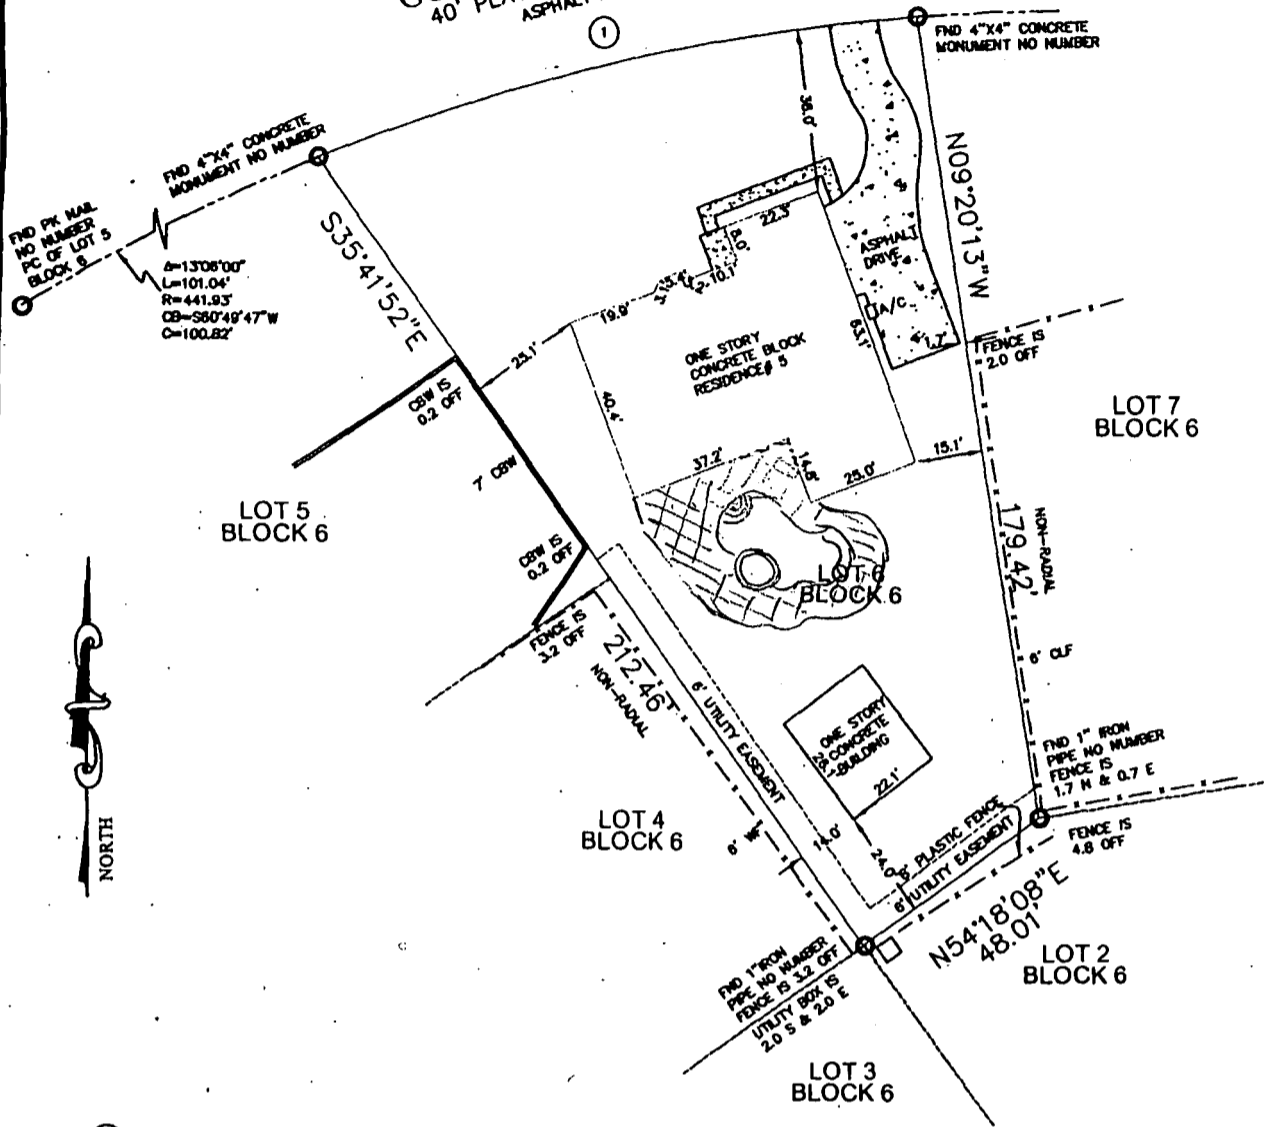 40' PLA
ASPHALT
1
FND 4"X4" CONCRETE
MONUMENT NO NUMBER
FND 4"X4" CONCRETE
MONUMENT NO NUMBER
FND PK NAIL
NO NUMBER
PC OF LOT 5
BLOCK 6
Δ=13°06'00"
L=101.04'
R=441.93'
CB=S60°49'47"W
C=100.82'
S35°41'52"E
38.0'
N09°20'13"W
22.3'
8.0'
ASPHALT
DRIVE
A/C
19.9'
25.1'
63.1'
1.7'
ONE STORY
CONCRETE BLOCK
RESIDENCE# 5
FENCE IS
2.0 OFF
CBW IS
0.2 OFF
40.4'
LOT 7
BLOCK 6
37.2'
14.8'
25.0'
15.1'
7' CBW
LOT 5
BLOCK 6
179.42'
NON-RADIAL
CBW IS
0.2 OFF
LOT 6
BLOCK 6
FENCE IS
3.2 OFF
212.46'
NON-RADIAL
6' CLF
6' UTILITY EASEMENT
ONE STORY
CONCRETE
BUILDING
22.1'
FND 1" IRON
PIPE NO NUMBER
FENCE IS
1.7 N & 0.7 E
NORTH
LOT 4
BLOCK 6
6' WF
14.0'
24.0'
6' PLASTIC FENCE
6' UTILITY EASEMENT
FENCE IS
4.8 OFF
N54°18'08"E
48.01'
LOT 2
BLOCK 6
FND 1"IRON
PIPE NO NUMBER
FENCE IS 3.2 OFF
UTILITY BOX IS
2.0 S & 2.0 E
LOT 3
BLOCK 6